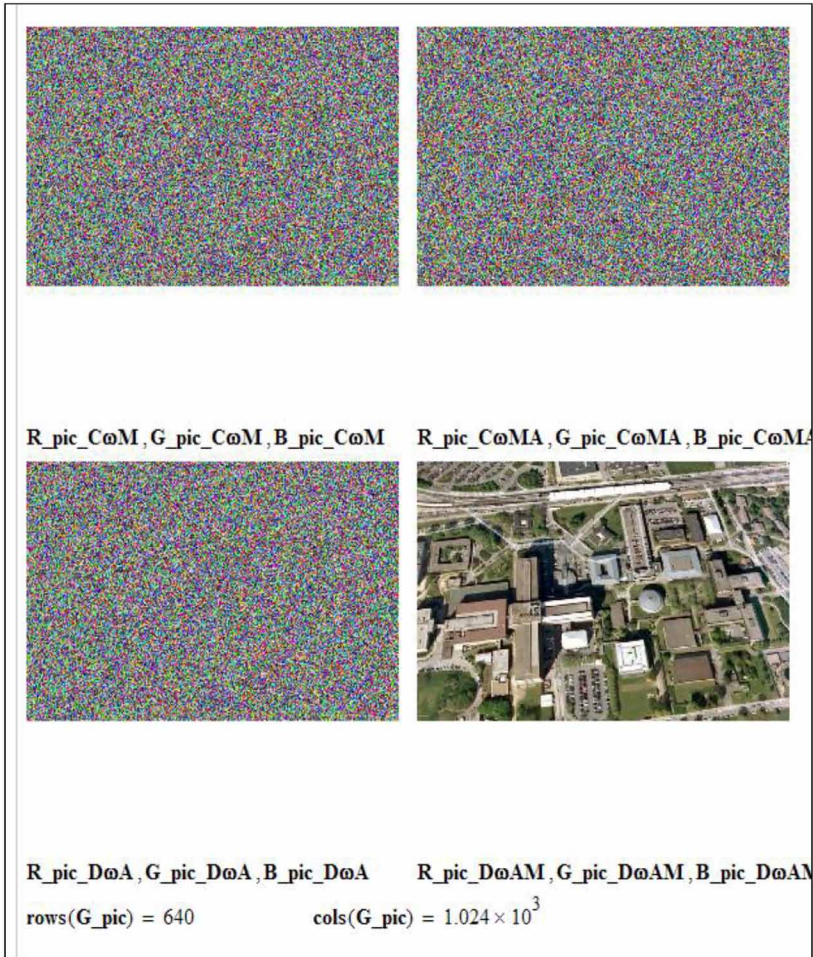 R_pic_CωM , G_pic_CωM , B_pic_CωM
R_pic_CωMA , G_pic_CωMA , B_pic_CωMA
R_pic_DωA , G_pic_DωA , B_pic_DωA
R_pic_DωAM , G_pic_DωAM , B_pic_DωAM
rows(G_pic) = 640
cols(G_pic) = 1.024 × 10³